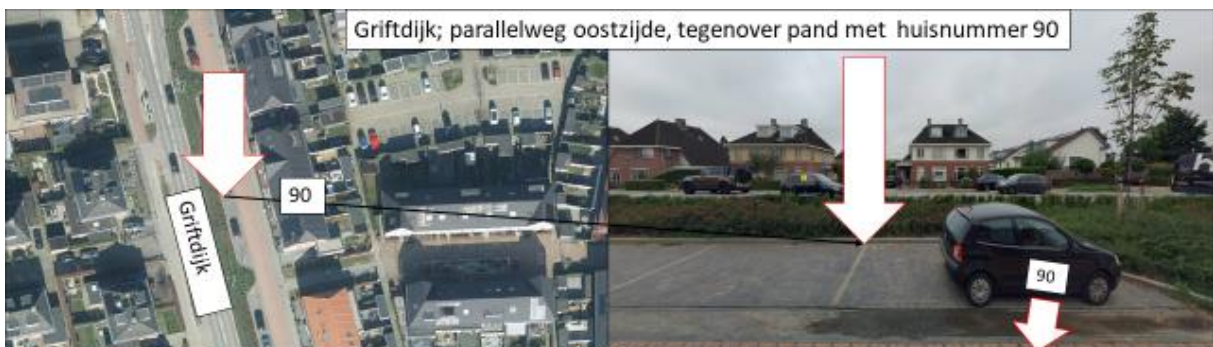 Griftdijk; parallelweg oostzijde, tegenover pand met huisnummer 90
90
Griftdijk
90